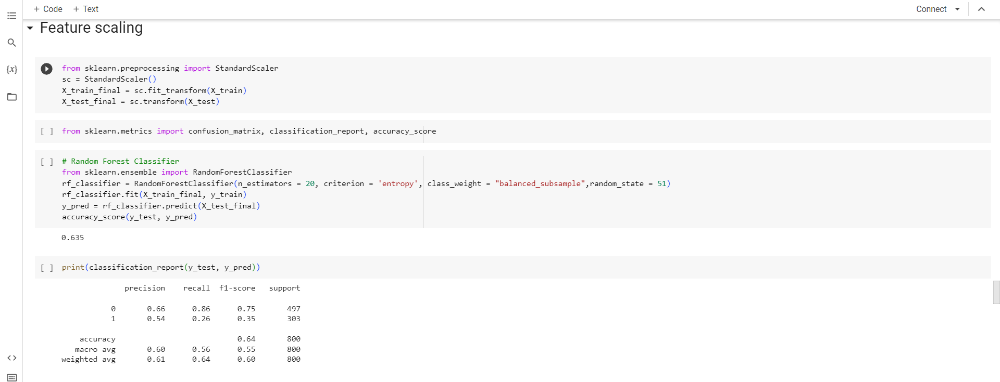 + Code + Text Connect
Feature scaling
{x}
from sklearn.preprocessing import StandardScaler
sc = StandardScaler()
X_train_final = sc.fit_transform(X_train)
X_test_final = sc.transform(X_test)
[ ] from sklearn.metrics import confusion_matrix, classification_report, accuracy_score
[ ] # Random Forest Classifier
from sklearn.ensemble import RandomForestClassifier
rf_classifier = RandomForestClassifier(n_estimators = 20, criterion = 'entropy', class_weight = "balanced_subsample",random_state = 51)
rf_classifier.fit(X_train_final, y_train)
y_pred = rf_classifier.predict(X_test_final)
accuracy_score(y_test, y_pred)
0.635
[ ] print(classification_report(y_test, y_pred))
precision recall f1-score support
0 0.66 0.86 0.75 497
1 0.54 0.26 0.35 303
accuracy 0.64 800
macro avg 0.60 0.56 0.55 800
weighted avg 0.61 0.64 0.60 800